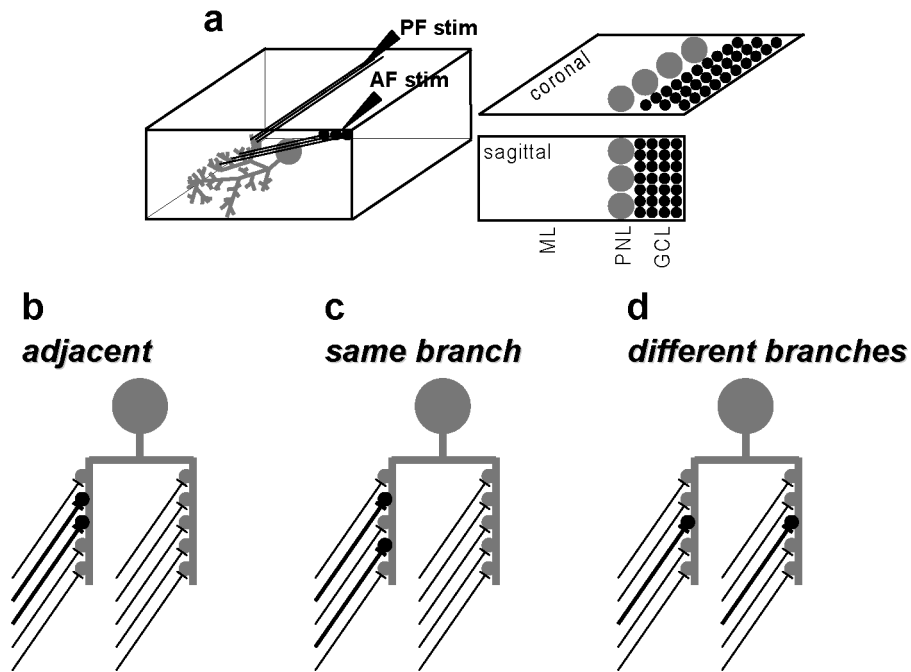 a
PF stim
AF stim
coronal
sagittal
ML
PNL
GCL
b
adjacent
c
same branch
d
different branches